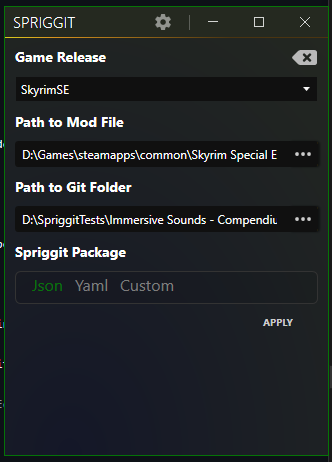 SPRIGGIT
Game Release
SkyrimSE
Path to Mod File
D:\Games\steamapps\common\Skyrim Special E
Path to Git Folder
D:\SpriggitTests\Immersive Sounds - Compendiu
Spriggit Package
Json Yaml Custom
APPLY